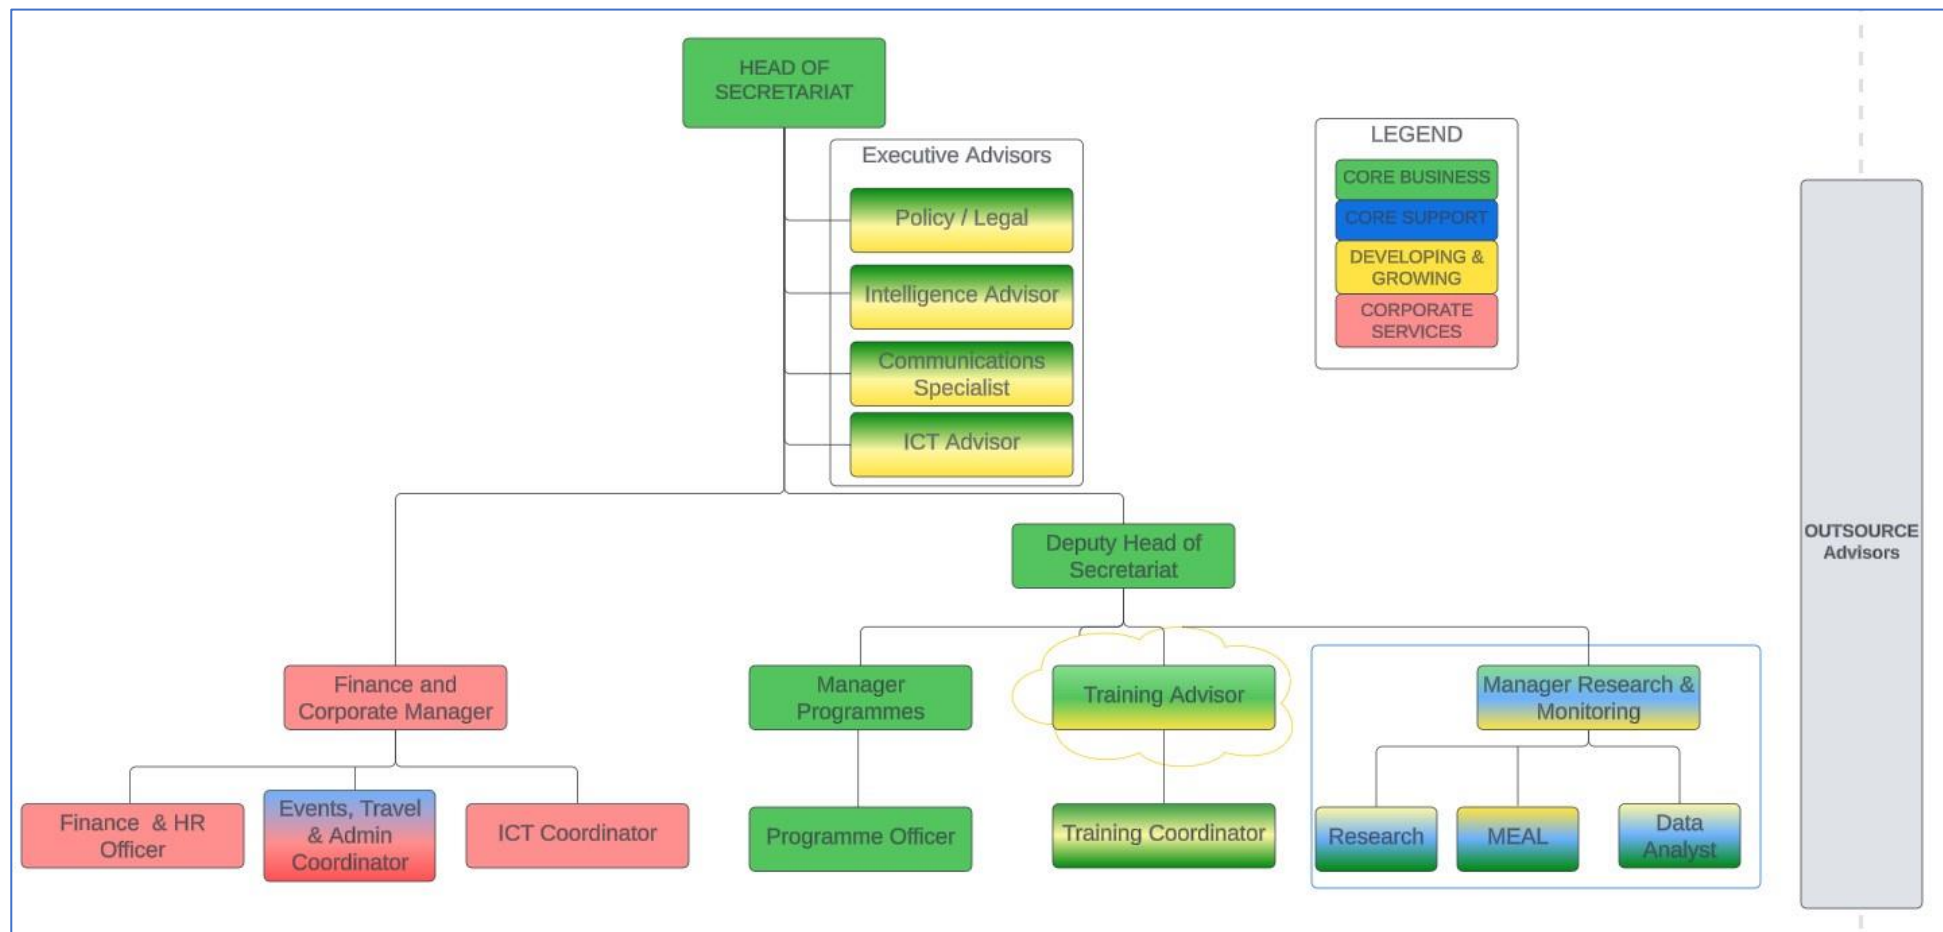 HEAD OF
SECRETARIAT
Executive Advisors
Policy / Legal
Intelligence Advisor
Communications
Specialist
ICT Advisor
LEGEND
CORE BUSINESS
CORE SUPPORT
DEVELOPING &
GROWING
CORPORATE
SERVICES
OUTSOURCE
Advisors
Deputy Head of
Secretariat
Finance and
Corporate Manager
Manager
Programmes
Training Advisor
Manager Research &
Monitoring
Finance & HR
Officer
Events, Travel
& Admin
Coordinator
ICT Coordinator
Programme Officer
Training Coordinator
Research
MEAL
Data
Analyst